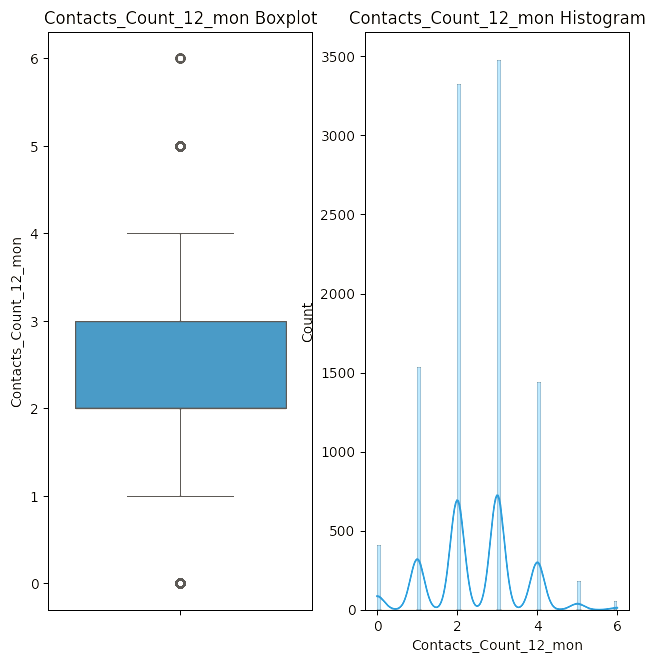 Contacts_Count_12_mon Boxplot
Contacts_Count_12_mon
6
5
4
3
2
1
0
Contacts_Count_12_mon Histogram
Count
3500
3000
2500
2000
1500
1000
500
0
0 2 4 6
Contacts_Count_12_mon